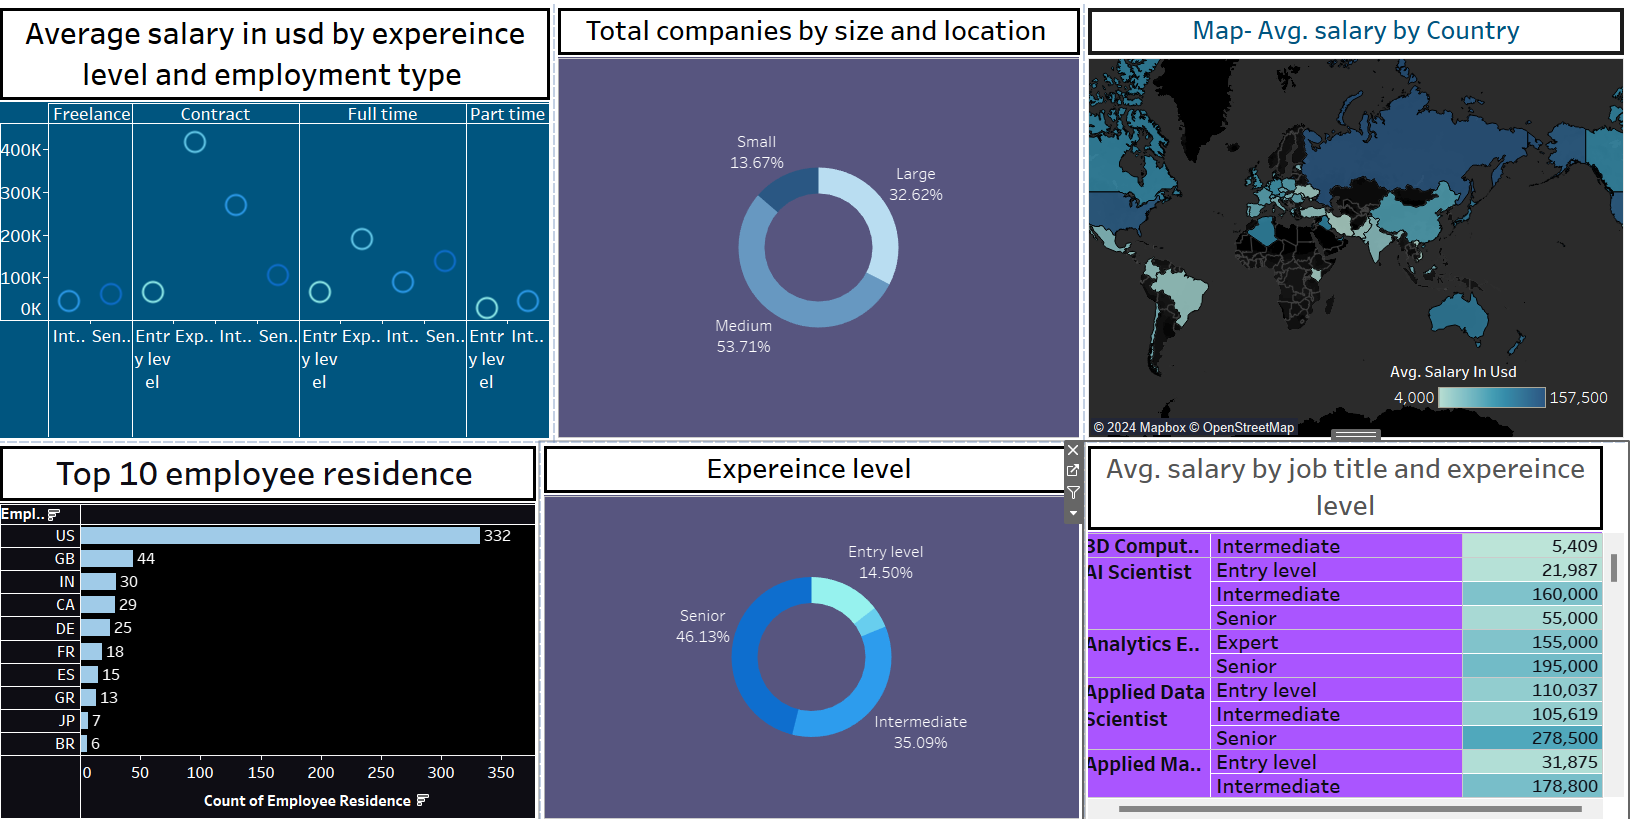 Average salary in usd by expereince
level and employment type
Freelance Contract Full time Part time
400K
300K
200K
100K
0K
Int.. Sen.. Entr Exp.. Int.. Sen.. Entr Exp.. Int.. Sen.. Entr Int..
y lev y lev y lev
el el el
Total companies by size and location
Small
13.67%
Large
32.62%
Medium
53.71%
Map- Avg. salary by Country
Avg. Salary In Usd
4,000 157,500
© 2024 Mapbox © OpenStreetMap
Top 10 employee residence
Empl..
US 332
GB 44
IN 30
CA 29
DE 25
FR 18
ES 15
GR 13
JP 7
BR 6
0 50 100 150 200 250 300 350
Count of Employee Residence
Expereince level
Entry level
14.50%
Senior
46.13%
Intermediate
35.09%
Avg. salary by job title and expereince
level
3D Comput.. Intermediate 5,409
AI Scientist Entry level 21,987
Intermediate 160,000
Senior 55,000
Analytics E.. Expert 155,000
Senior 195,000
Applied Data Entry level 110,037
Scientist Intermediate 105,619
Senior 278,500
Applied Ma.. Entry level 31,875
Intermediate 178,800